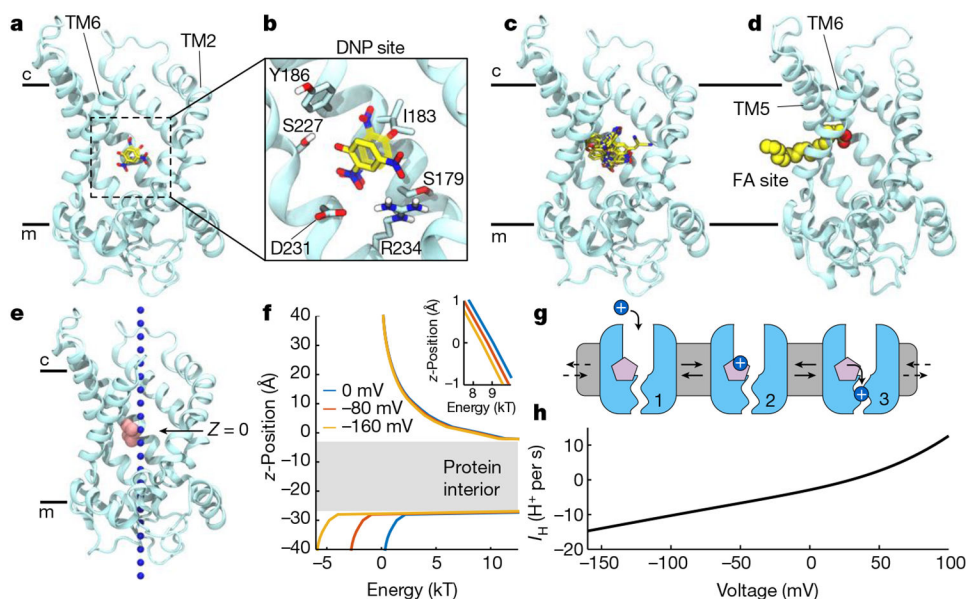 a
TM6
TM2
c
m
b
DNP site
Y186
S227
I183
S179
D231
R234
c
c
m
d
TM6
TM5
FA site
e
c
m
Z = 0
f
z-Position (Å)
40
30
20
10
0
−10
−20
−30
−40
0 mV
−80 mV
−160 mV
Protein
interior
−5
0
5
10
Energy (kT)
z-Position (Å)
1
0
−1
8
9
Energy (kT)
g
+
1
+
2
+
3
h
I_H (H⁺ per s)
10
0
−10
−20
−150
−100
−50
0
50
100
Voltage (mV)